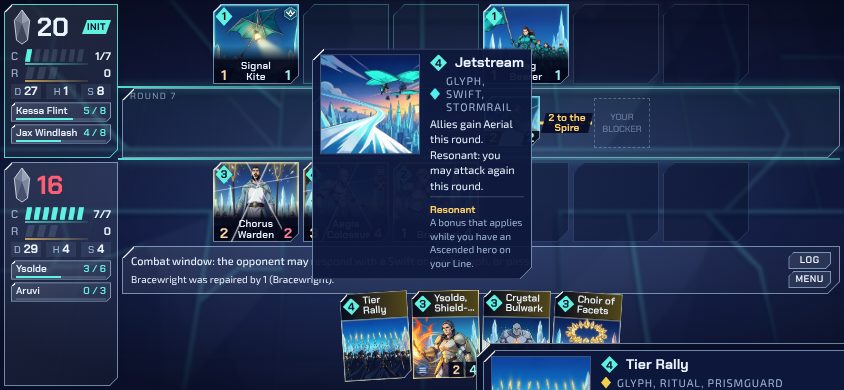 20 INIT
C 1/7
R 0
D 27 H 1 S 8
Kessa Flint 5/8
Jax Windlash 4/8
16
C 7/7
R 0
D 29 H 4 S 4
Ysolde 3/6
Aruvi 0/3
1
Signal
Kite
1 1
1
ROUND 7
2 to the
Spire
YOUR
BLOCKER
3
Chorus
Warden
2 2
4 Jetstream
GLYPH,
SWIFT,
STORMRAIL
Allies gain Aerial
this round.
Resonant: you
may attack again
this round.
Resonant
A bonus that applies
while you have an
Ascended hero on
your Line.
Combat window: the opponent may
Bracewright was repaired by 1 (Bracewright).
LOG
MENU
4 Tier
Rally
3 Ysolde,
Shield-...
2 4
3 Crystal
Bulwark
3 Choir of
Facets
4 Tier Rally
GLYPH, RITUAL, PRISMGUARD